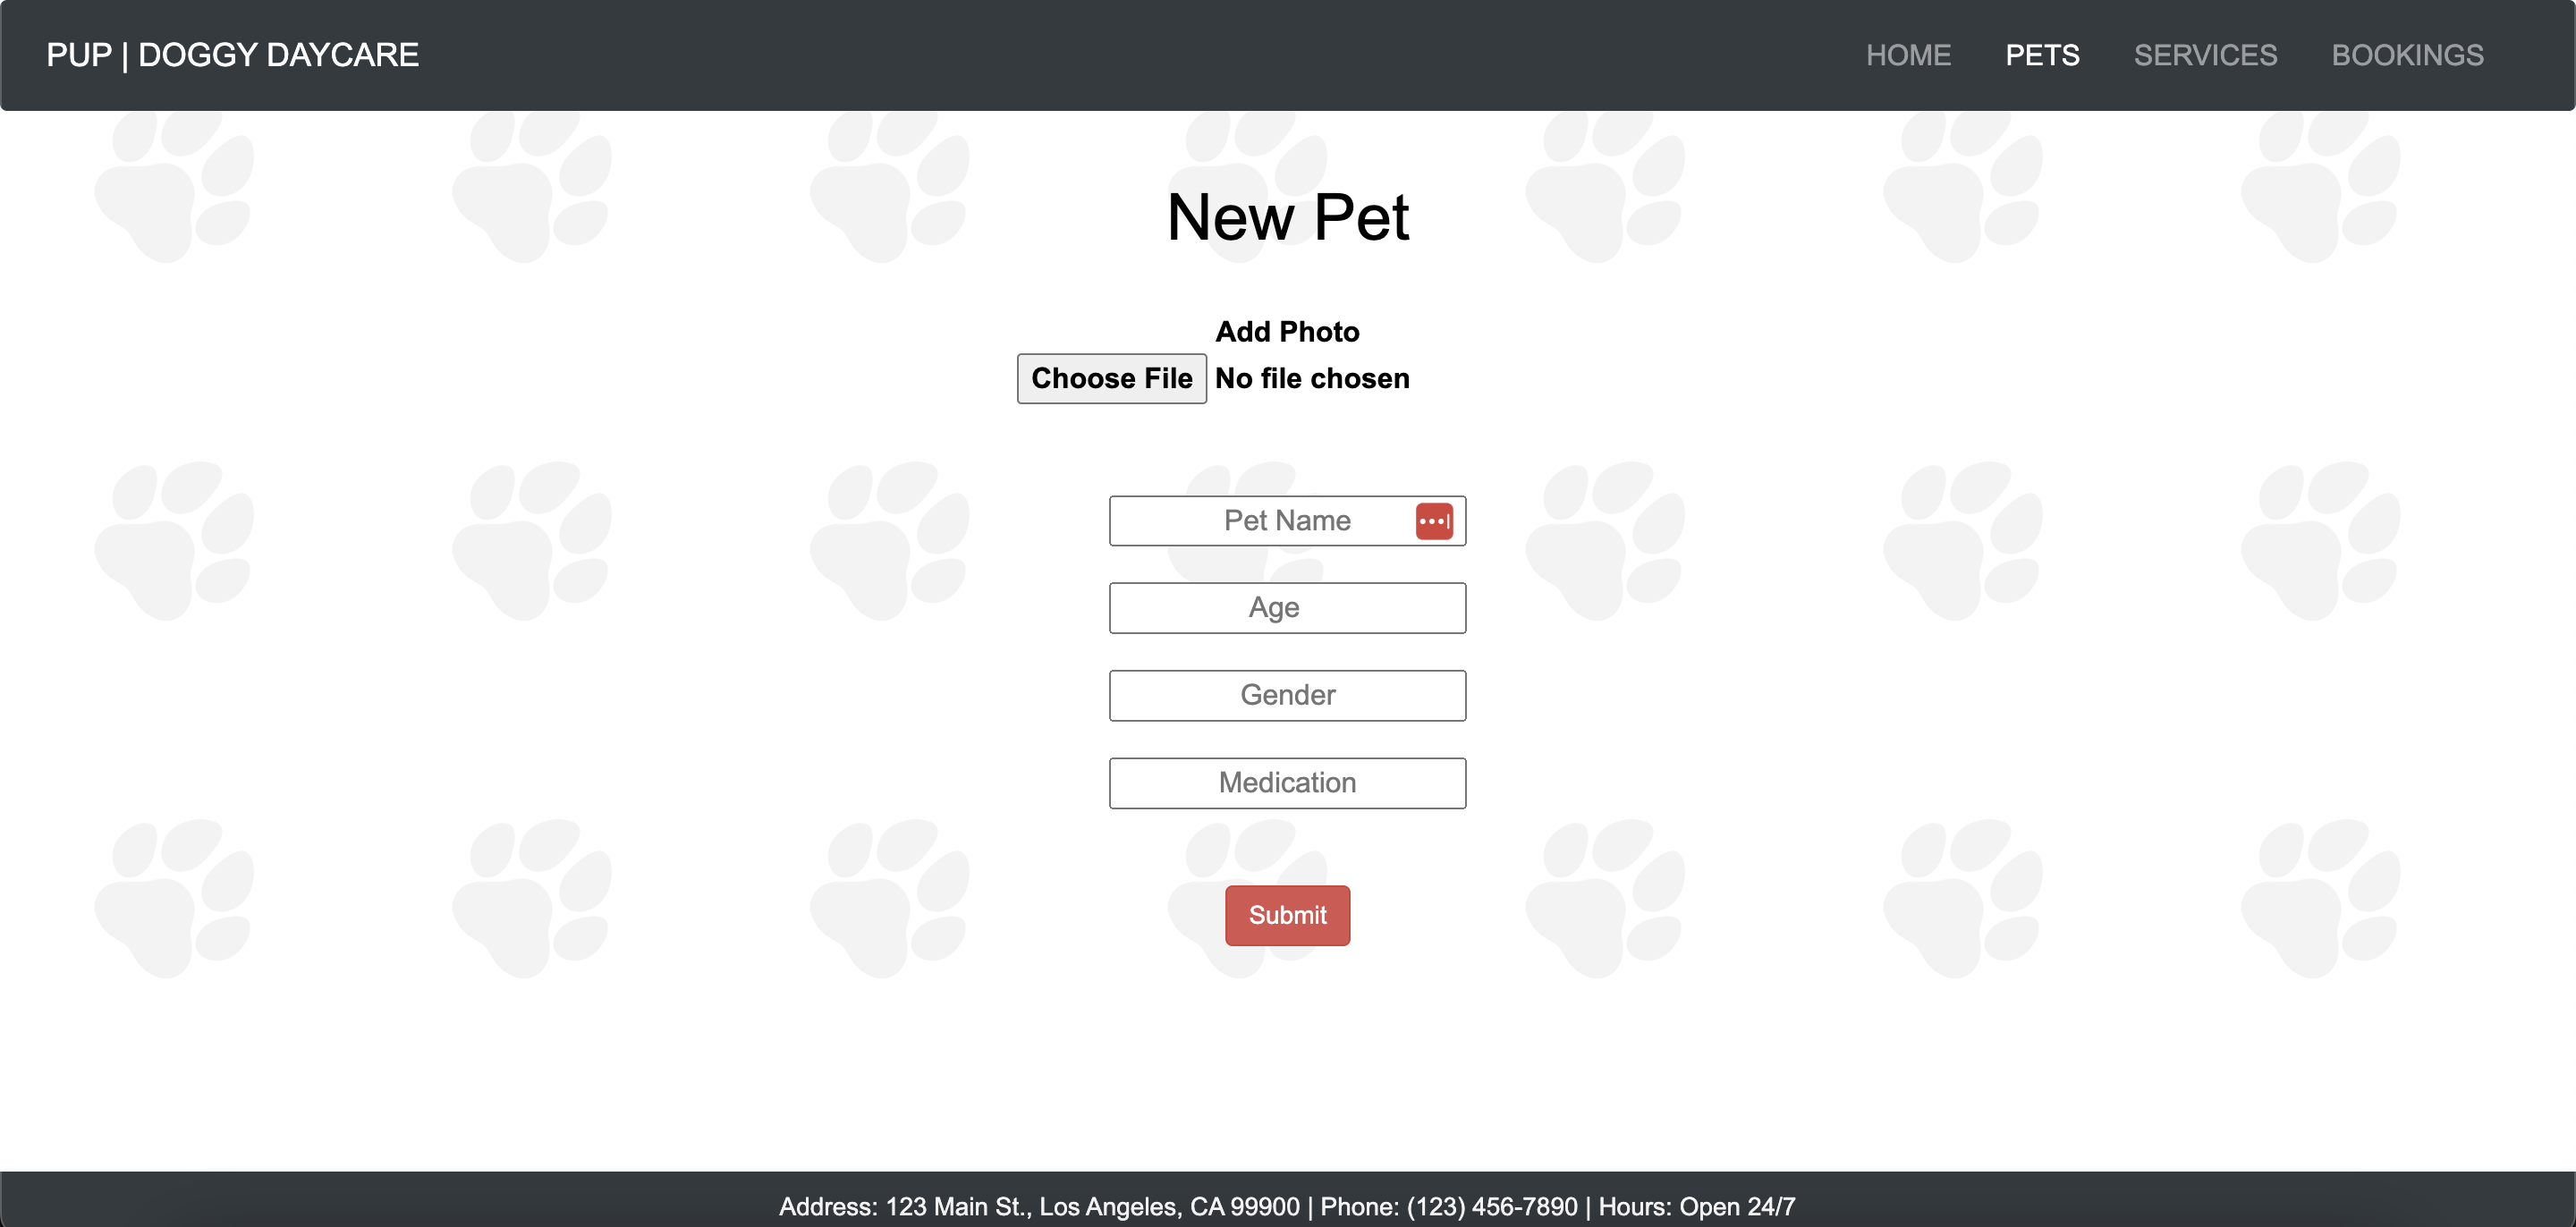 PUP | DOGGY DAYCARE
HOME PETS SERVICES BOOKINGS
New Pet
Add Photo
Choose File No file chosen
Pet Name
Age
Gender
Medication
Submit
Address: 123 Main St., Los Angeles, CA 99900 | Phone: (123) 456-7890 | Hours: Open 24/7